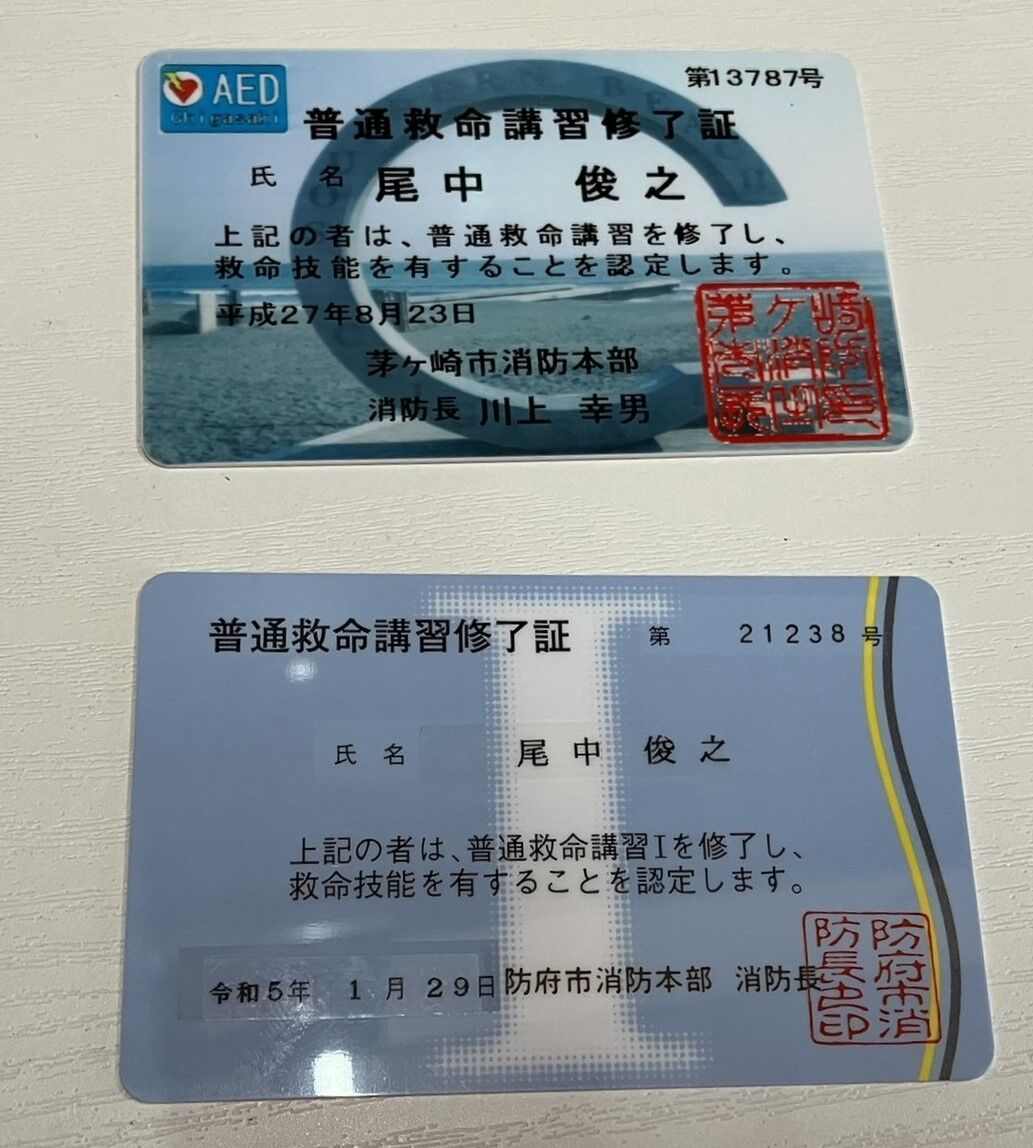 AED
Chigasaki
第13787号
普通救命講習修了証
氏名 尾中 俊之
上記の者は、普通救命講習を修了し、
救命技能を有することを認定します。
平成27年8月23日
茅ヶ崎市消防本部
消防長 川上 幸男
普通救命講習修了証 第 21238 号
氏名 尾中 俊之
上記の者は、普通救命講習Ⅰを修了し、
救命技能を有することを認定します。
令和5年 1月29日 防府市消防本部 消防長
防府市消
防長之印